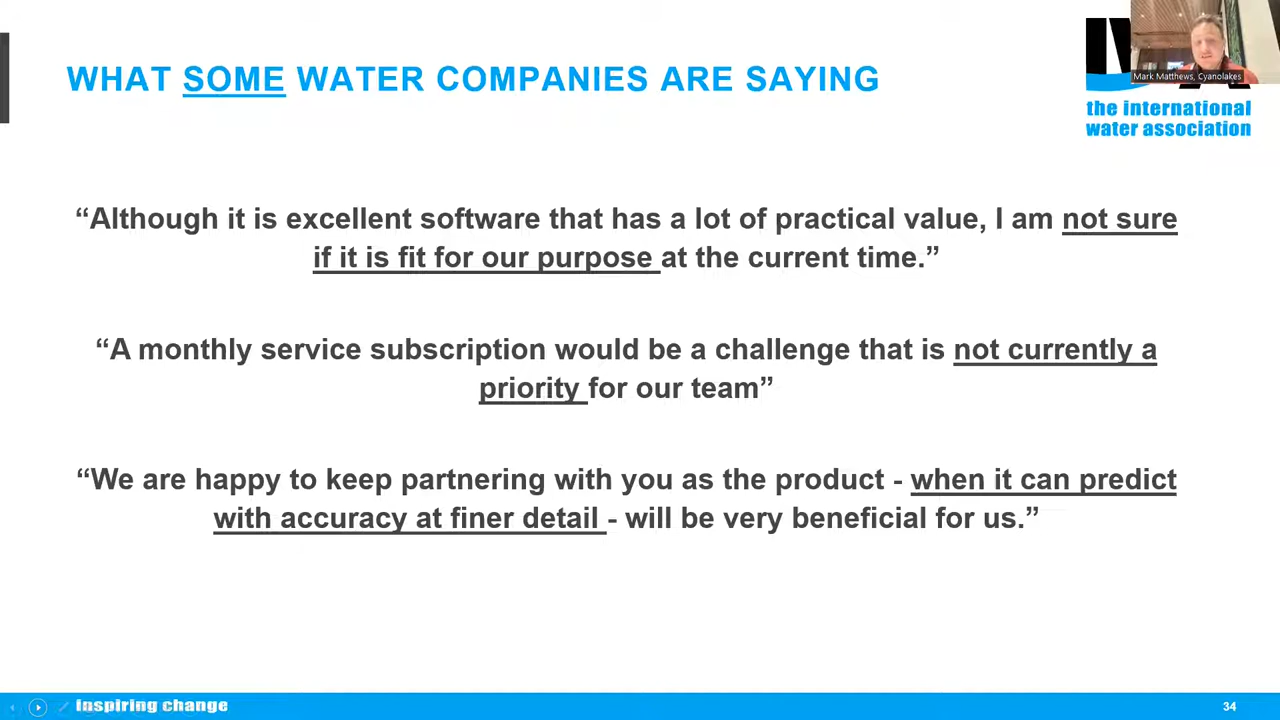 WHAT SOME WATER COMPANIES ARE SAYING
Mark Matthews, Cyanolakes
the international
water association
“Although it is excellent software that has a lot of practical value, I am not sure
if it is fit for our purpose at the current time.”
“A monthly service subscription would be a challenge that is not currently a
priority for our team”
“We are happy to keep partnering with you as the product - when it can predict
with accuracy at finer detail - will be very beneficial for us.”
inspiring change
34